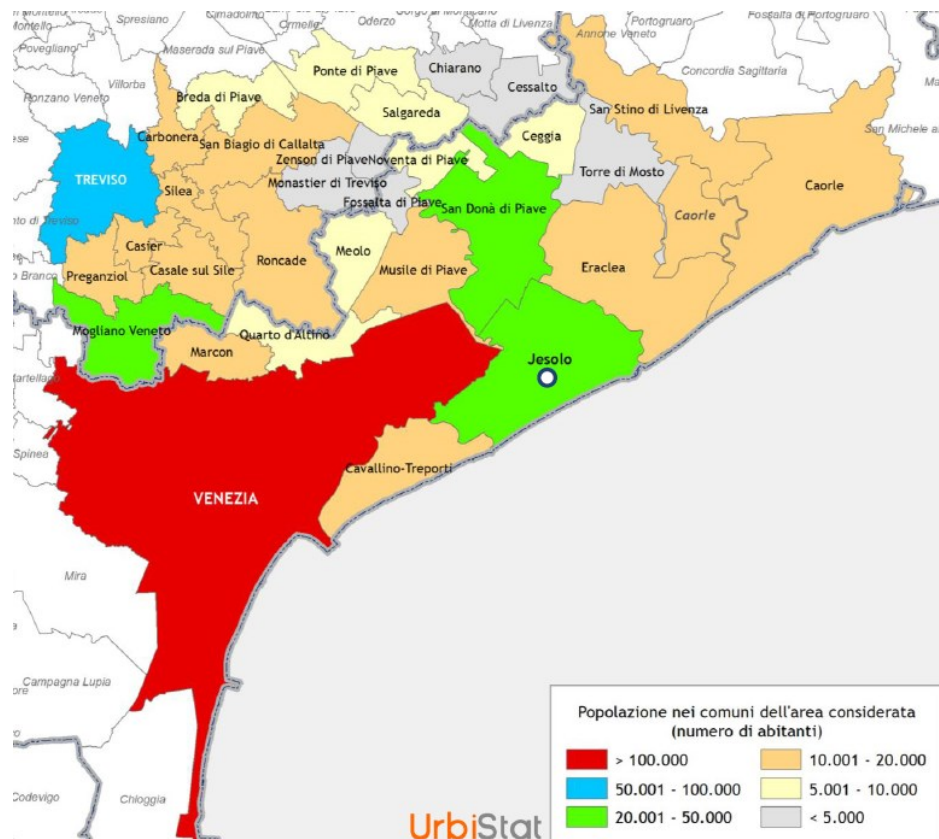 Spresiano
Cimadolmo
Ormelle
Oderzo
Motta di Livenza
Portogruaro
Fossalta di Portogruaro
Povegliano
Maserada sul Piave
Annone Veneto
Ponte di Piave
Chiarano
Concordia Sagittaria
Villorba
Cessalto
Ponzano Veneto
Breda di Piave
Salgareda
San Stino di Livenza
Carbonera
San Biagio di Callalta
Ceggia
Zenson di Piave
Noventa di Piave
TREVISO
Silea
Monastier di Treviso
Torre di Mosto
Caorle
Fossalta di Piave
San Donà di Piave
Caorle
Casier
Meolo
Roncade
Eraclea
Preganziol
Casale sul Sile
Musile di Piave
Mogliano Veneto
Quarto d'Altino
Marcon
Jesolo
Spinea
Cavallino-Treporti
VENEZIA
Mira
Campagna Lupia
Codevigo
Chioggia
Popolazione nei comuni dell'area considerata
(numero di abitanti)
> 100.000
50.001 - 100.000
20.001 - 50.000
10.001 - 20.000
5.001 - 10.000
< 5.000
UrbiStat